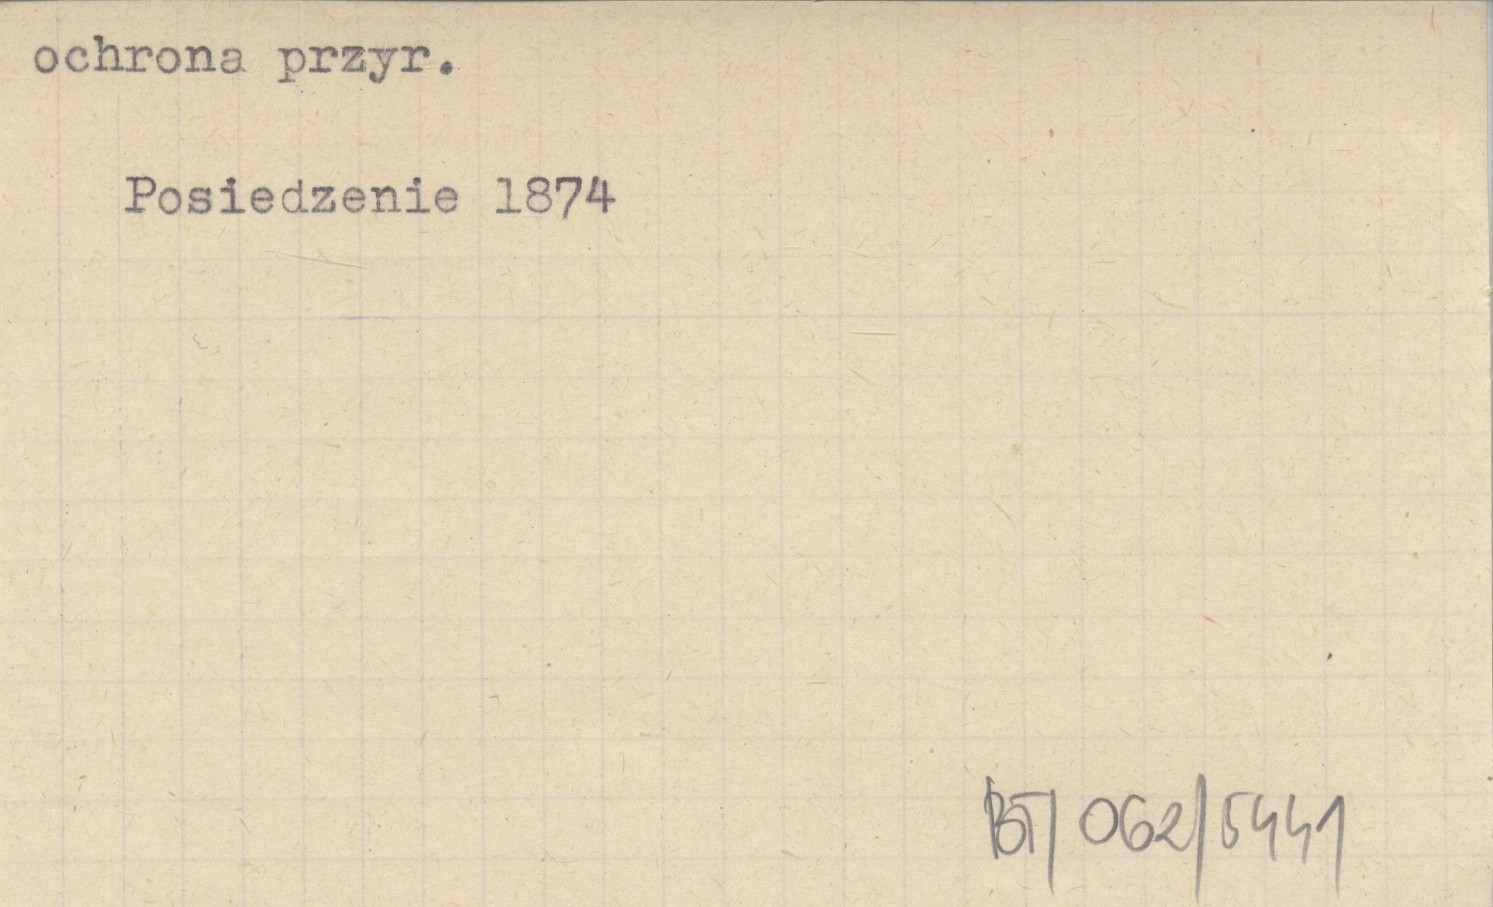 ochrona przyr.
Posiedzenie 1874
BT/062/5441